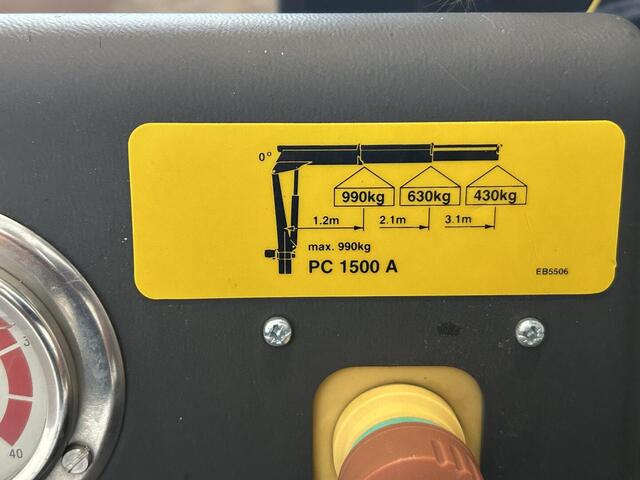 0°
990kg 630kg 430kg
1.2m 2.1m 3.1m
max. 990kg
PC 1500 A
EB5506
40